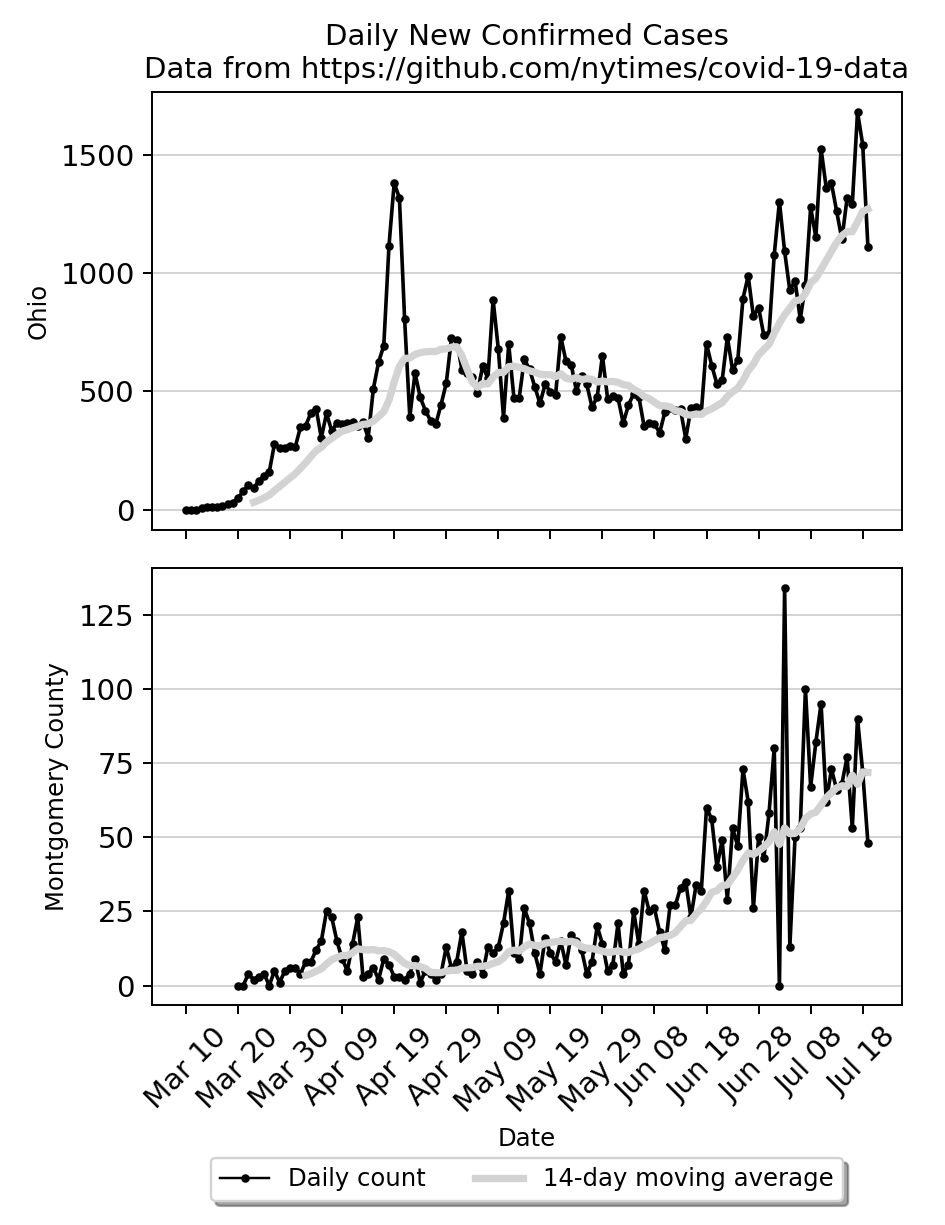 Daily New Confirmed Cases
Data from https://github.com/nytimes/covid-19-data
Ohio
1500
1000
500
0
Montgomery County
125
100
75
50
25
0
Mar 10
Mar 20
Mar 30
Apr 09
Apr 19
Apr 29
May 09
May 19
May 29
Jun 08
Jun 18
Jun 28
Jul 08
Jul 18
Date
Daily count
14-day moving average